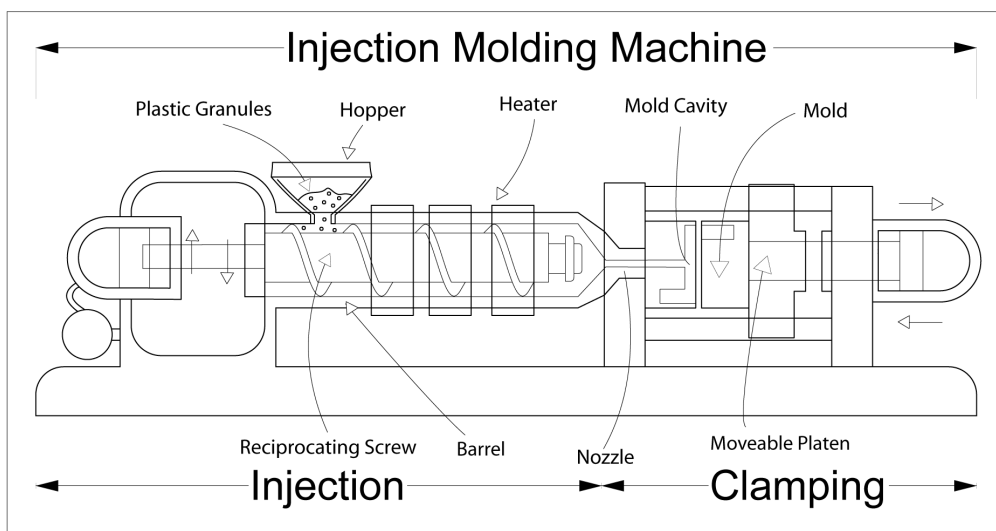 Injection Molding Machine
Plastic Granules
Hopper
Heater
Mold Cavity
Mold
Reciprocating Screw
Barrel
Nozzle
Moveable Platen
Injection
Clamping